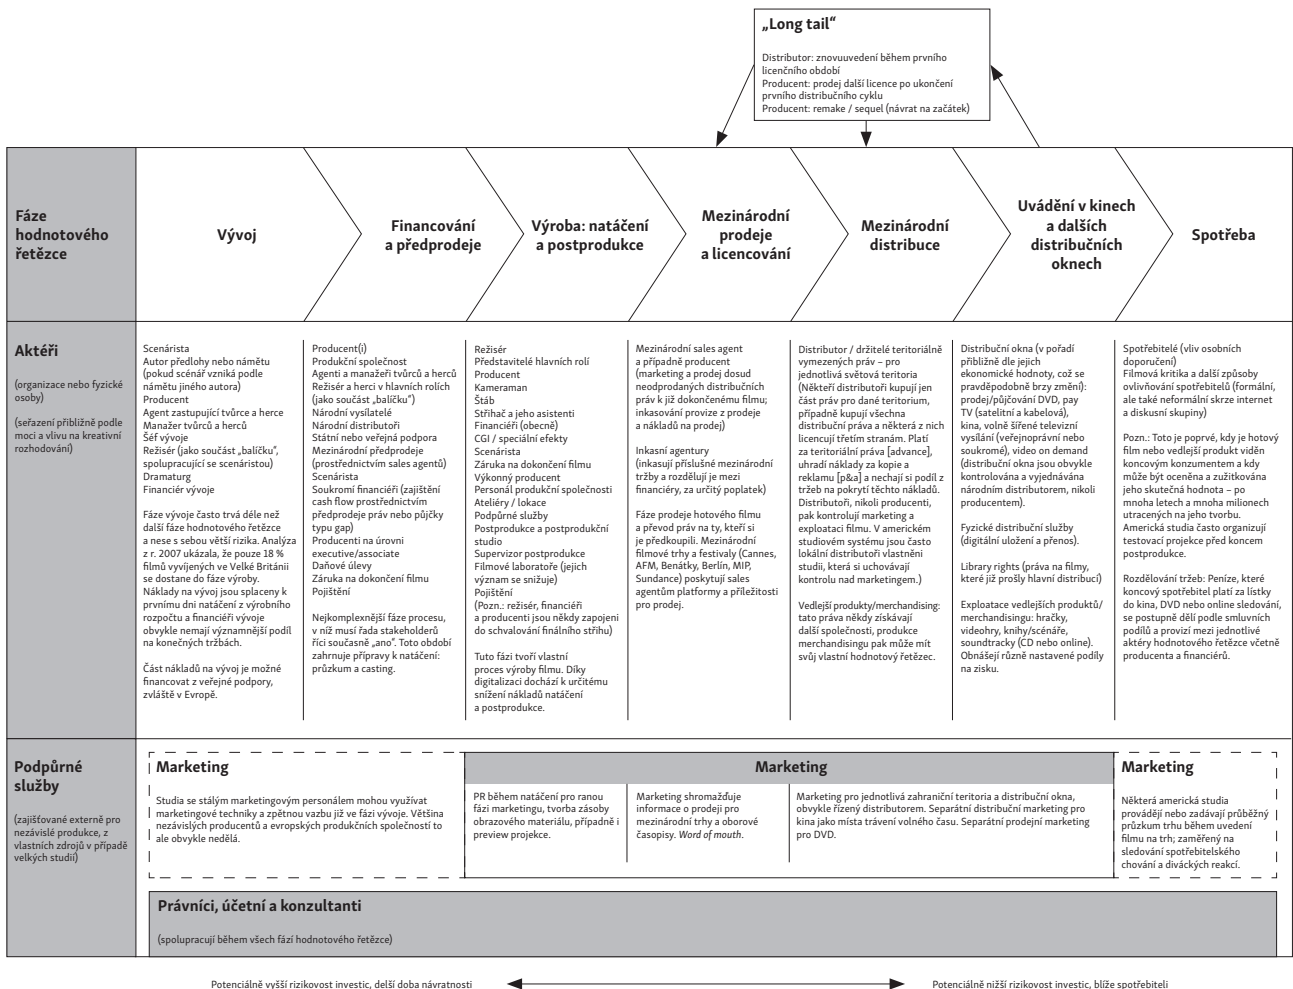 „Long tail“
Distributor: znovuuvedení během prvního
licenčního období
Producent: prodej další licence po ukončení
prvního distribučního cyklu
Producent: remake / sequel (návrat na začátek)
Fáze
hodnotového
řetězce
Vývoj
Financování
a předprodeje
Výroba: natáčení
a postprodukce
Mezinárodní
prodeje
a licencování
Mezinárodní
distribuce
Uvádění v kinech
a dalších
distribučních
oknech
Spotřeba
Aktéři
(organizace nebo fyzické
osoby)
(seřazení přibližně podle
moci a vlivu na kreativní
rozhodování)
Scenárista
Autor předlohy nebo námětu
(pokud scénář vzniká podle
námětu jiného autora)
Producent
Agent zastupující tvůrce a herce
Manažer tvůrců a herců
Šéf vývoje
Režisér (jako součást „balíčku“,
spolupracující se scenáristou)
Dramaturg
Financiér vývoje
Fáze vývoje často trvá déle než
další fáze hodnotového řetězce
a nese s sebou větší rizika. Analýza
z r. 2007 ukázala, že pouze 18 %
filmů vyvíjených ve Velké Británii
se dostane do fáze výroby.
Náklady na vývoj jsou splaceny k
prvnímu dni natáčení z výrobního
rozpočtu a financiéři vývoje
obvykle nemají významnější podíl
na konečných tržbách.
Část nákladů na vývoj je možné
financovat z veřejné podpory,
zvláště v Evropě.
Producent(i)
Produkční společnost
Agenti a manažeři tvůrců a herců
Režisér a herci v hlavních rolích
(jako součást „balíčku“)
Národní vysílatelé
Národní distributoři
Státní nebo veřejná podpora
Mezinárodní předprodeje
(prostřednictvím sales agentů)
Scenárista
Soukromí financiéři (zajištění
cash flow prostřednictvím
předprodeje práv nebo půjčky
typu gap)
Producenti na úrovni
executive/associate
Daňové úlevy
Záruka na dokončení filmu
Pojištění
Nejkomplexnější fáze procesu,
v níž musí řada stakeholderů
říci současně „ano“. Toto období
zahrnuje přípravy k natáčení:
průzkum a casting.
Režisér
Představitelé hlavních rolí
Producent
Kameraman
Štáb
Střihač a jeho asistenti
Financiéři (obecně)
CGI / speciální efekty
Scenárista
Záruka na dokončení filmu
Výkonný producent
Personál produkční společnosti
Ateliéry / lokace
Podpůrné služby
Postprodukce a postprodukční
studio
Supervizor postprodukce
Filmové laboratoře (jejich
význam se snižuje)
Pojištění
(Pozn.: režisér, financiéři
a producenti jsou někdy zapojeni
do schvalování finálního střihu)
Tuto fázi tvoří vlastní
proces výroby filmu. Díky
digitalizaci dochází k určitému
snížení nákladů natáčení
a postprodukce.
Mezinárodní sales agent
a případně producent
(marketing a prodej dosud
neodprodaných distribučních
práv k již dokončenému filmu;
inkasování provize z prodeje
a nákladů na prodej)
Inkasní agentury
(inkasují příslušné mezinárodní
tržby a rozdělují je mezi
financiéry, za určitý poplatek)
Fáze prodeje hotového filmu
a převod práv na ty, kteří si
je předkoupili. Mezinárodní
filmové trhy a festivaly (Cannes,
AFM, Benátky, Berlín, MIP,
Sundance) poskytují sales
agentům platformy a příležitosti
pro prodej.
Distributor / držitelé teritoriálně
vymezených práv – pro
jednotlivá světová teritoria
(Někteří distributoři kupují jen
část práv pro dané teritorium,
případně kupují všechna
distribuční práva a některá z nich
licencují třetím stranám. Platí
za teritoriální práva [advance],
uhradí náklady za kopie a
reklamu [p&a] a nechají si podíl z
tržeb na pokrytí těchto nákladů.
Distributoři, nikoli producenti,
pak kontrolují marketing a
exploataci filmu. V americkém
studiovém systému jsou často
lokální distributoři vlastněni
studii, která si uchovávají
kontrolu nad marketingem.)
Vedlejší produkty/merchandising:
tato práva někdy získávají
další společnosti, produkce
merchandisingu pak může mít
svůj vlastní hodnotový řetězec.
Distribuční okna (v pořadí
přibližně dle jejich
ekonomické hodnoty, což se
pravděpodobně brzy změní):
prodej/půjčování DVD, pay
TV (satelitní a kabelová),
kina, volně šířené televizní
vysílání (veřejnoprávní nebo
soukromé), video on demand
(distribuční okna jsou obvykle
kontrolována a vyjednávána
národním distributorem, nikoli
producentem).
Fyzické distribuční služby
(digitální uložení a přenos).
Library rights (práva na filmy,
které již prošly hlavní distribucí)
Exploatace vedlejších produktů/
merchandisingu: hračky,
videohry, knihy/scénáře,
soundtracky (CD nebo online).
Obnášejí různě nastavené podíly
na zisku.
Spotřebitelé (vliv osobních
doporučení)
Filmová kritika a další způsoby
ovlivňování spotřebitelů (formální,
ale také neformální skrze internet
a diskusní skupiny)
Pozn.: Toto je poprvé, kdy je hotový
film nebo vedlejší produkt viděn
koncovým konzumentem a kdy
může být oceněna a zužitkována
jeho skutečná hodnota – po
mnoha letech a mnoha milionech
utracených na jeho tvorbu.
Americká studia často organizují
testovací projekce před koncem
postprodukce.
Rozdělování tržeb: Peníze, které
koncový spotřebitel platí za lístky
do kina, DVD nebo online sledování,
se postupně dělí podle smluvních
podílů a provizí mezi jednotlivé
aktéry hodnotového řetězce včetně
producenta a financiérů.
Podpůrné
služby
(zajišťované externě pro
nezávislé produkce, z
vlastních zdrojů v případě
velkých studií)
Marketing
Studia se stálým marketingovým personálem mohou využívat
marketingové techniky a zpětnou vazbu již ve fázi vývoje. Většina
nezávislých producentů a evropských produkčních společností to
ale obvykle nedělá.
Marketing
PR během natáčení pro ranou
fázi marketingu, tvorba zásoby
obrazového materiálu, případně i
preview projekce.
Marketing shromažďuje
informace o prodeji pro
mezinárodní trhy a oborové
časopisy. Word of mouth.
Marketing pro jednotlivá zahraniční teritoria a distribuční okna,
obvykle řízený distributorem. Separátní distribuční marketing pro
kina jako místa trávení volného času. Separátní prodejní marketing
pro DVD.
Marketing
Některá americká studia
provádějí nebo zadávají průběžný
průzkum trhu během uvedení
filmu na trh; zaměřený na
sledování spotřebitelského
chování a diváckých reakcí.
Právníci, účetní a konzultanti
(spolupracují během všech fází hodnotového řetězce)
Potenciálně vyšší rizikovost investic, delší doba návratnosti
Potenciálně nižší rizikovost investic, blíže spotřebiteli